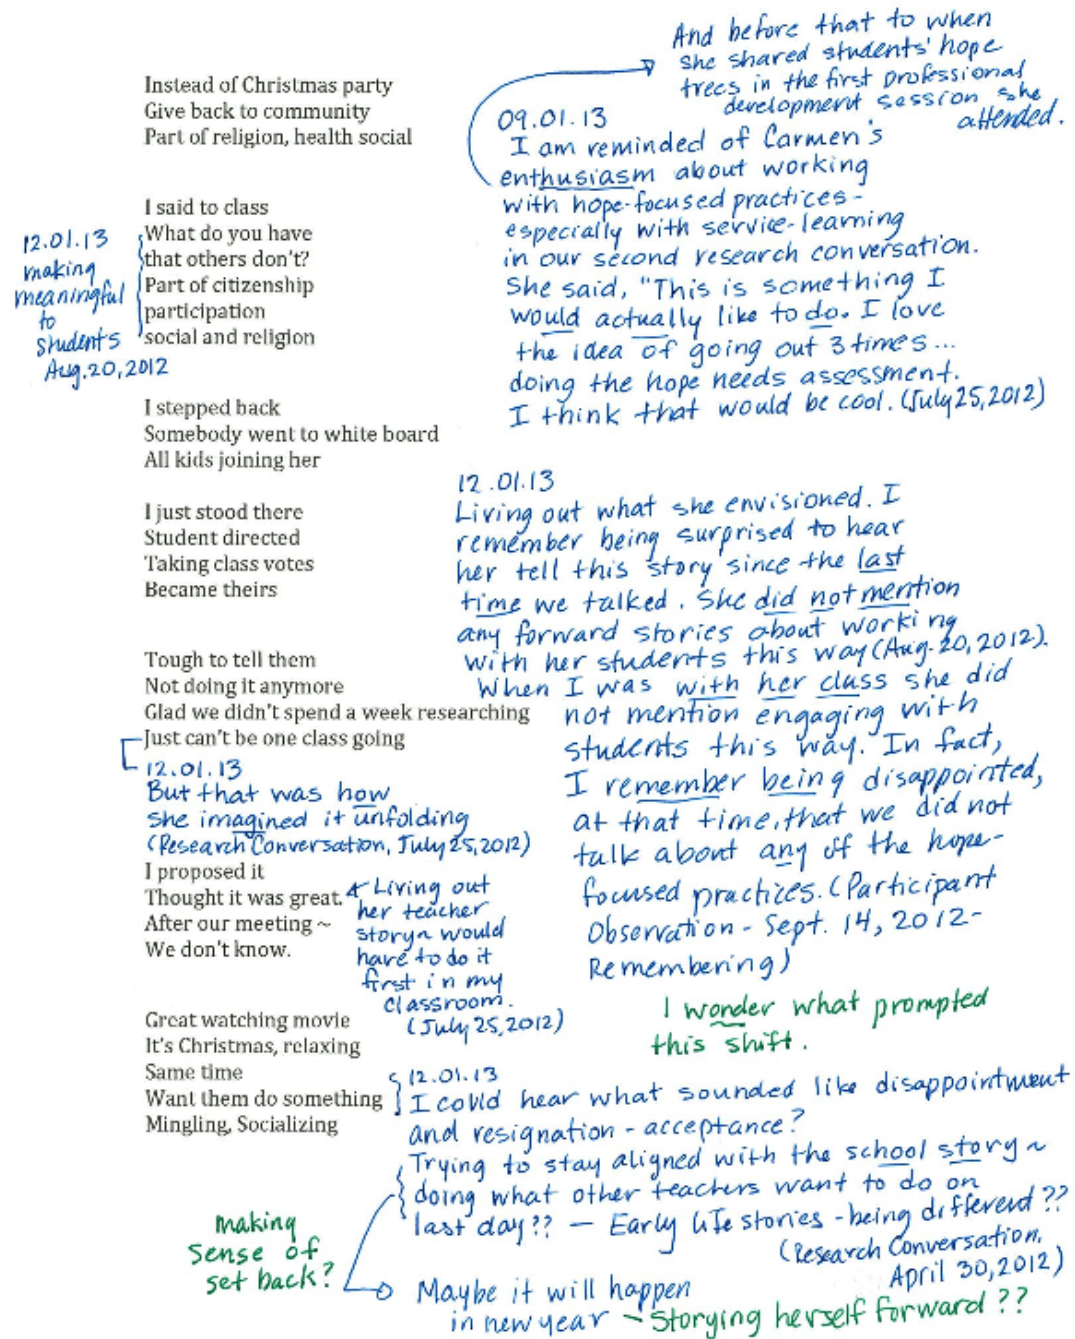 And before that to when
she shared students' hope
trees in the first professional
development session she
attended.
Instead of Christmas party
Give back to community
Part of religion, health social
09.01.13
I am reminded of Carmen's
enthusiasm about working
with hope-focused practices-
especially with service-learning
in our second research conversation.
She said, "This is something I
would actually like to do. I love
the idea of going out 3 times...
doing the hope needs assessment.
I think that would be cool. (July 25, 2012)
I said to class
What do you have
that others don't?
Part of citizenship
participation
social and religion
12.01.13
making
meaningful
to
students
Aug. 20, 2012
I stepped back
Somebody went to white board
All kids joining her
I just stood there
Student directed
Taking class votes
Became theirs
12.01.13
Living out what she envisioned. I
remember being surprised to hear
her tell this story since the last
time we talked. She did not mention
any forward stories about working
with her students this way (Aug. 20, 2012).
When I was with her class she did
not mention engaging with
students this way. In fact,
I remember being disappointed,
at that time, that we did not
talk about any off the hope-
focused practices. (Participant
Observation - Sept. 14, 2012-
Remembering)
I wonder what prompted
this shift.
Tough to tell them
Not doing it anymore
Glad we didn't spend a week researching
Just can't be one class going
12.01.13
But that was how
she imagined it unfolding
(Research Conversation, July 25, 2012)
I proposed it
Thought it was great.
After our meeting ~
We don't know.
Living out
her teacher
story ~ would
have to do it
first in my
classroom.
(July 25, 2012)
Great watching movie
It's Christmas, relaxing
Same time
Want them do something
Mingling, Socializing
12.01.13
I could hear what sounded like disappointment
and resignation - acceptance?
Trying to stay aligned with the school story ~
doing what other teachers want to do on
last day?? — Early life stories - being different??
(Research Conversation,
April 30, 2012)
making
sense of
set back?
Maybe it will happen
in new year ~ Storying herself forward??